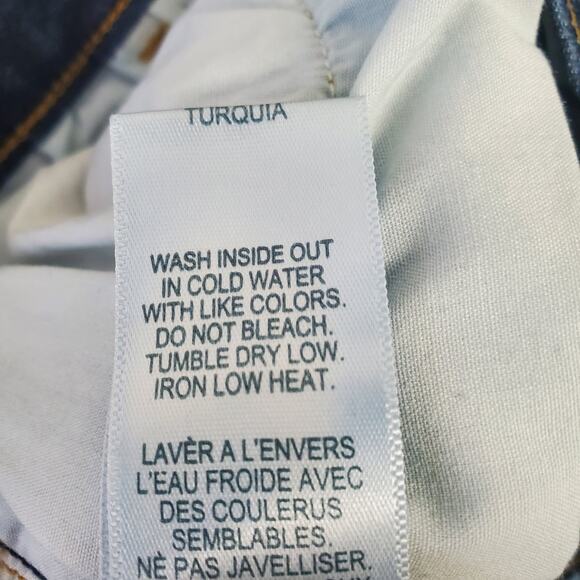 TURQUIA
WASH INSIDE OUT
IN COLD WATER
WITH LIKE COLORS.
DO NOT BLEACH.
TUMBLE DRY LOW.
IRON LOW HEAT.
LAVÈR A L'ENVERS
L'EAU FROIDE AVEC
DES COULERUS
SEMBLABLES.
NÈ PAS JAVELLISER.